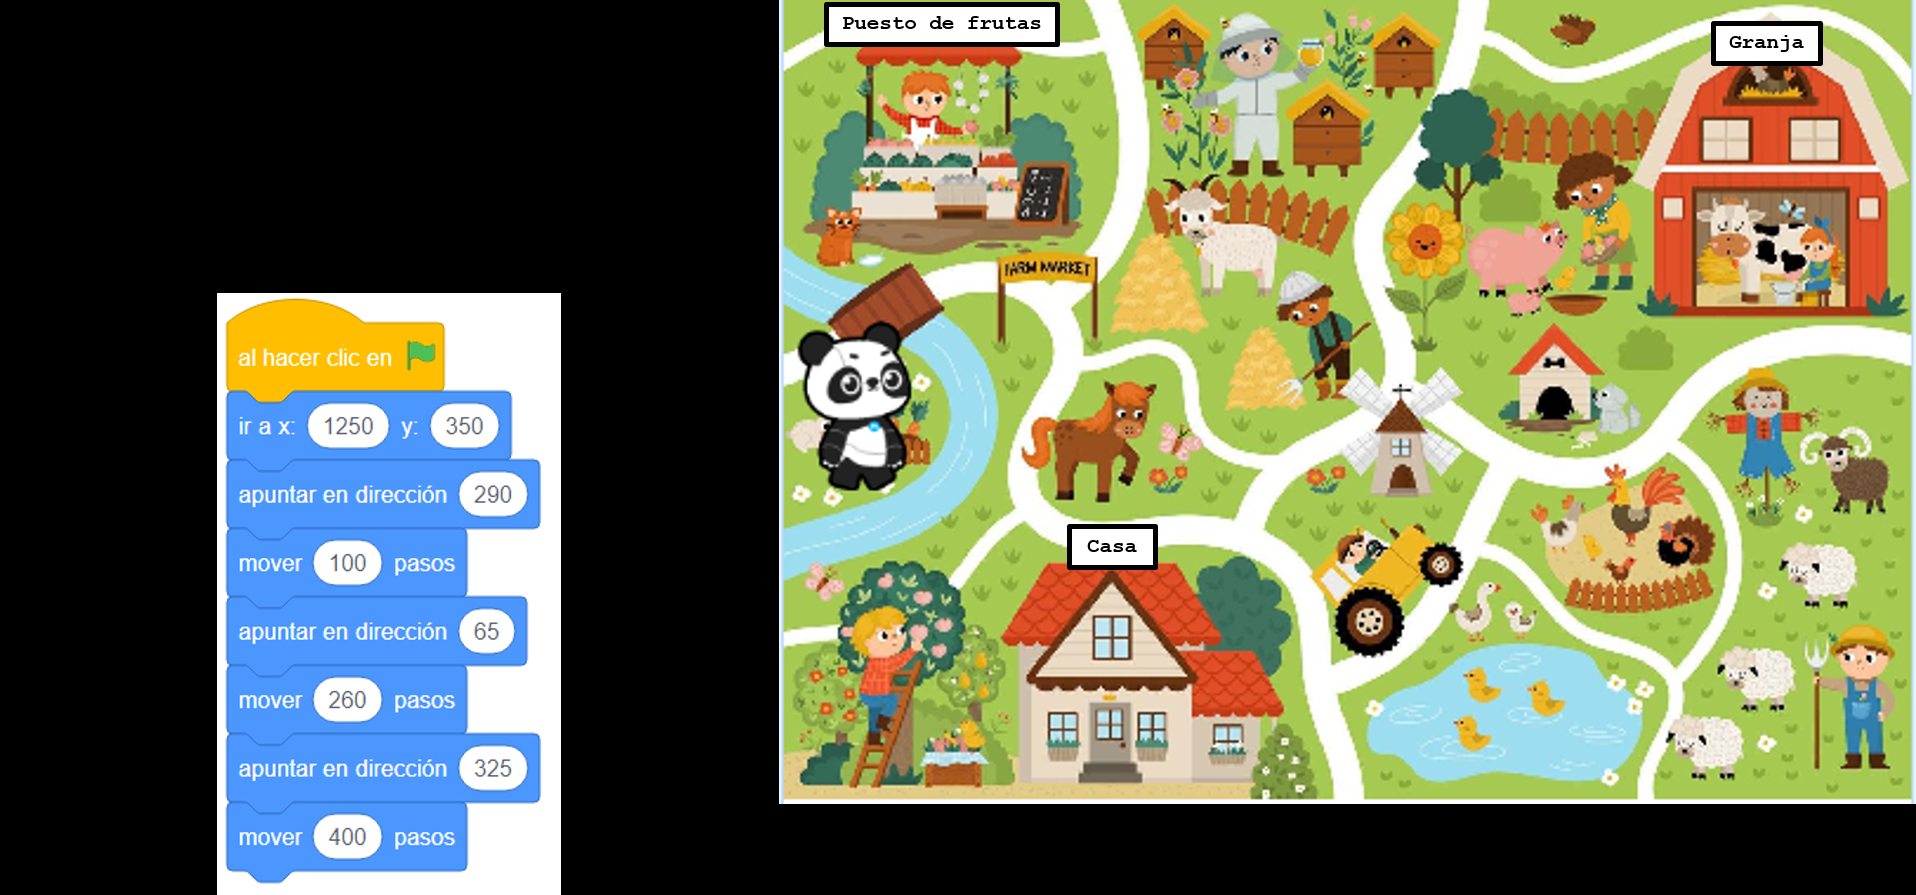 Puesto de frutas
Granja
FARM MARKET
al hacer clic en
ir a x: 1250 y: 350
apuntar en dirección 290
mover 100 pasos
apuntar en dirección 65
mover 260 pasos
apuntar en dirección 325
mover 400 pasos
Casa